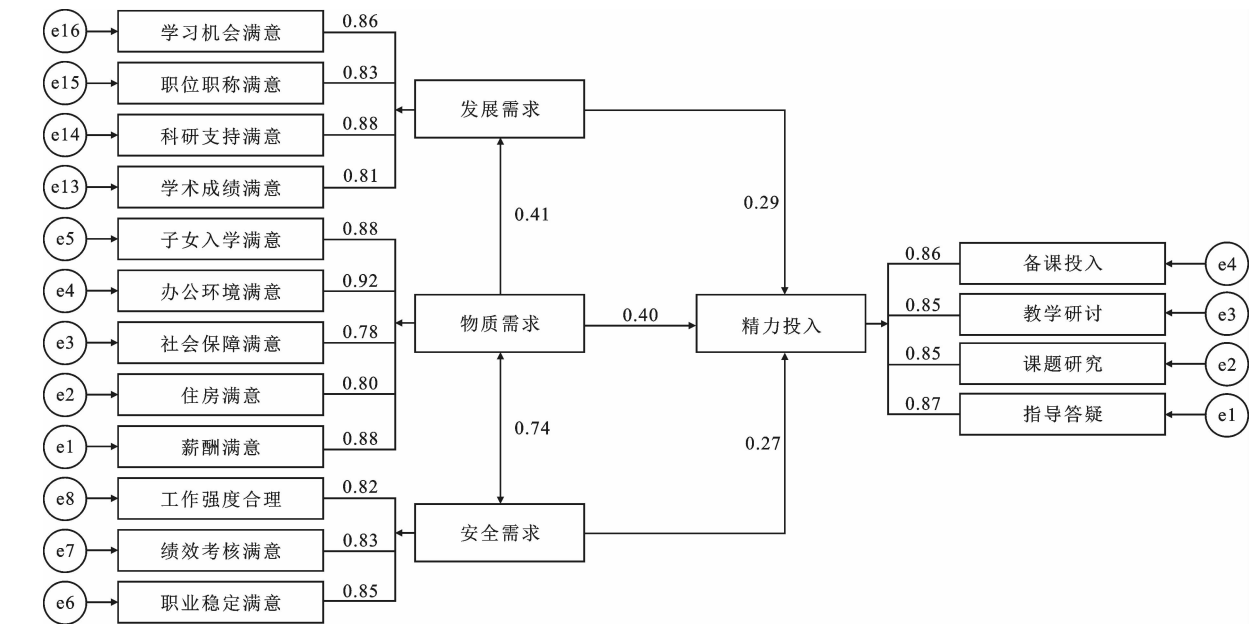 e16
学习机会满意
0.86
e15
职位职称满意
0.83
e14
科研支持满意
0.88
e13
学术成绩满意
0.81
e5
子女入学满意
0.88
e4
办公环境满意
0.92
e3
社会保障满意
0.78
e2
住房满意
0.80
e1
薪酬满意
0.88
e8
工作强度合理
0.82
e7
绩效考核满意
0.83
e6
职业稳定满意
0.85
发展需求
0.41
物质需求
0.74
安全需求
0.29
0.40
0.27
精力投入
0.86
备课投入
e4
0.85
教学研讨
e3
0.85
课题研究
e2
0.87
指导答疑
e1